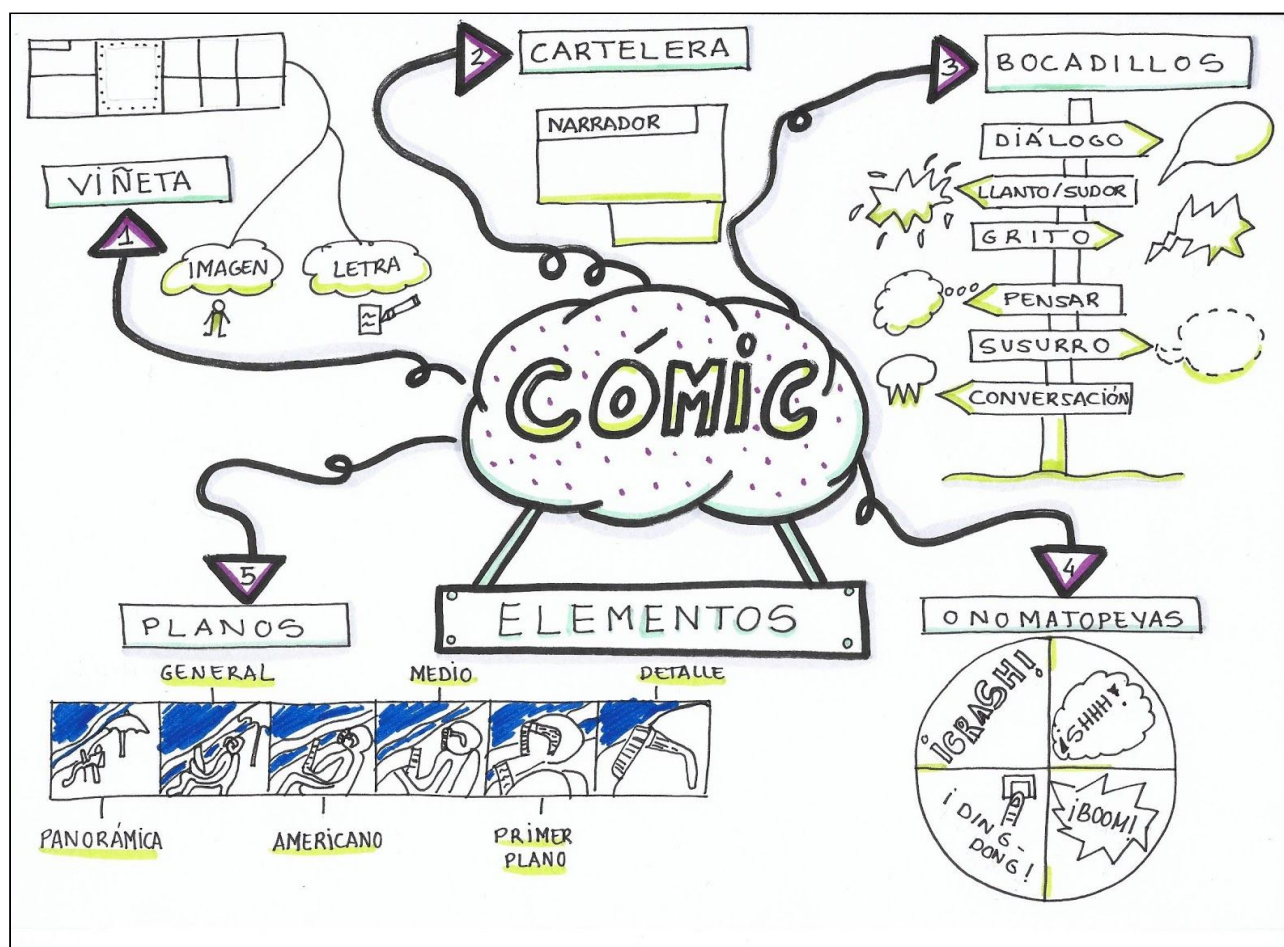 CÓMIC
ELEMENTOS
1
VIÑETA
IMAGEN
LETRA
2
CARTELERA
NARRADOR
3
BOCADILLOS
DIÁLOGO
LLANTO/SUDOR
GRITO
PENSAR
SUSURRO
CONVERSACIÓN
4
ONOMATOPEYAS
¡CRASH!
¡SHHH!
¡DING-
DONG!
¡BOOM!
5
PLANOS
GENERAL
MEDIO
DETALLE
PANORÁMICA
AMERICANO
PRIMER
PLANO